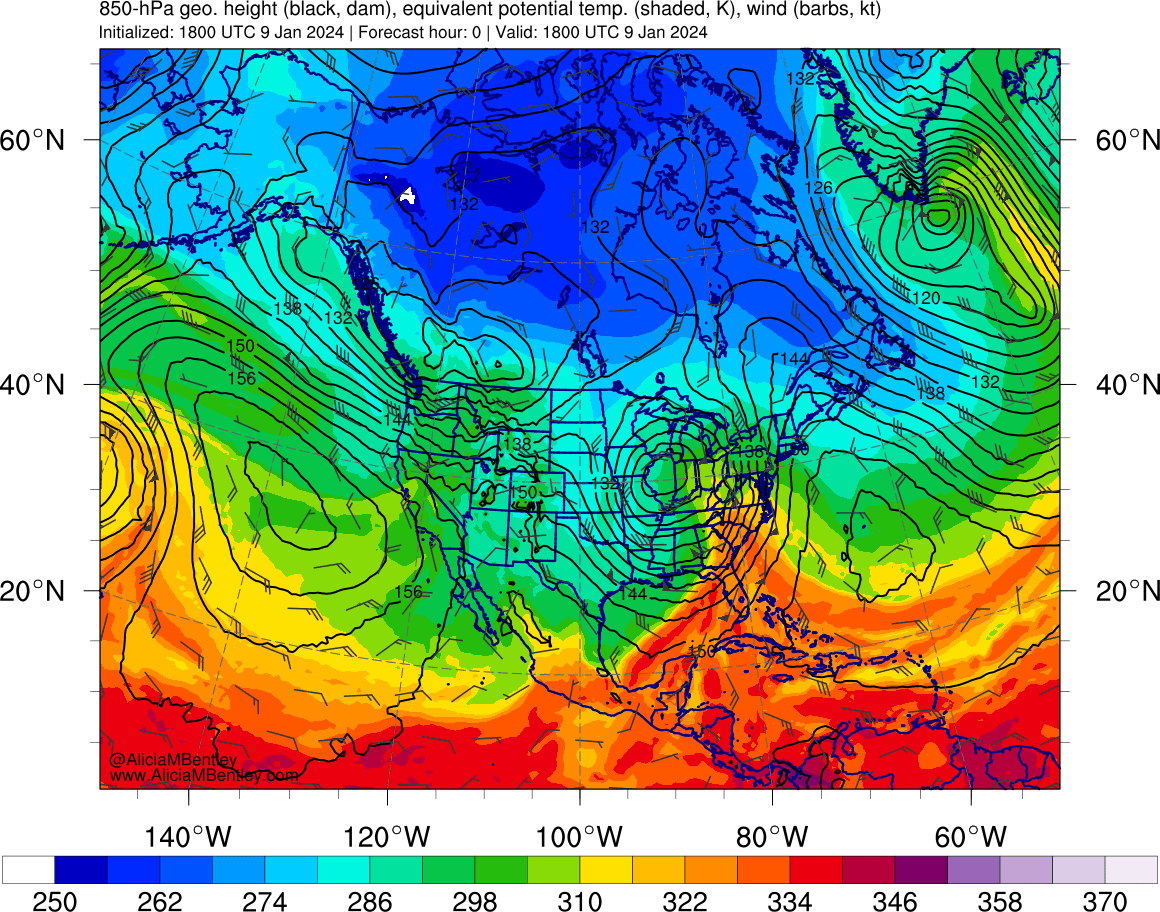 850-hPa geo. height (black, dam), equivalent potential temp. (shaded, K), wind (barbs, kt)
Initialized: 1800 UTC 9 Jan 2024 | Forecast hour: 0 | Valid: 1800 UTC 9 Jan 2024
132
60°N
60°N
126
132
132
120
138
132
150
144
156
40°N
132
40°N
138
144
138
138
150
132
20°N
156
144
20°N
150
@AliciaMBentley
www.AliciaMBentley.com
140°W 120°W 100°W 80°W 60°W
250 262 274 286 298 310 322 334 346 358 370